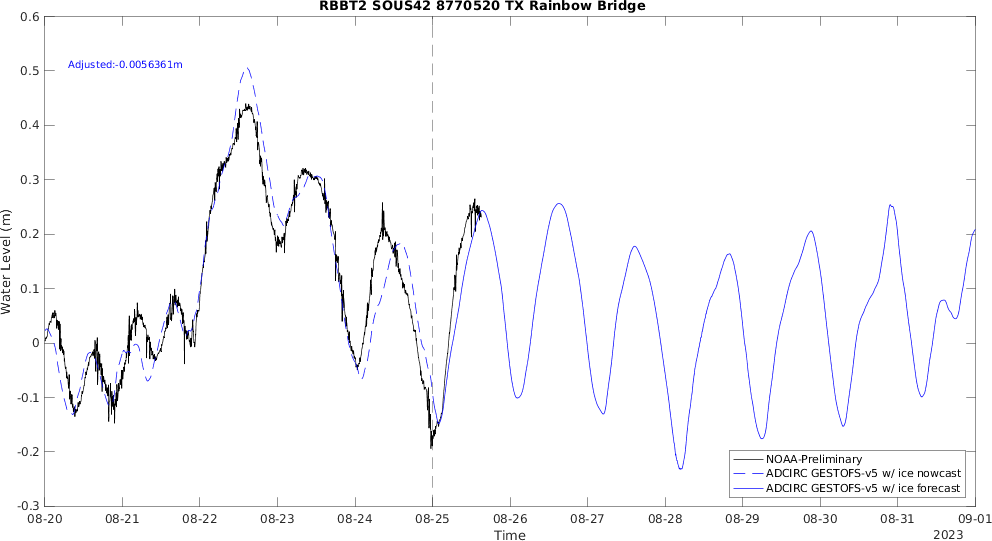 RBBT2 SOUS42 8770520 TX Rainbow Bridge
0.6
Adjusted:-0.0056361m
0.5
0.4
0.3
0.2
0.1
0
-0.1
-0.2
-0.3
Water Level (m)
NOAA-Preliminary
ADCIRC GESTOFS-v5 w/ ice nowcast
ADCIRC GESTOFS-v5 w/ ice forecast
08-20 08-21 08-22 08-23 08-24 08-25 08-26 08-27 08-28 08-29 08-30 08-31 09-01
Time
2023